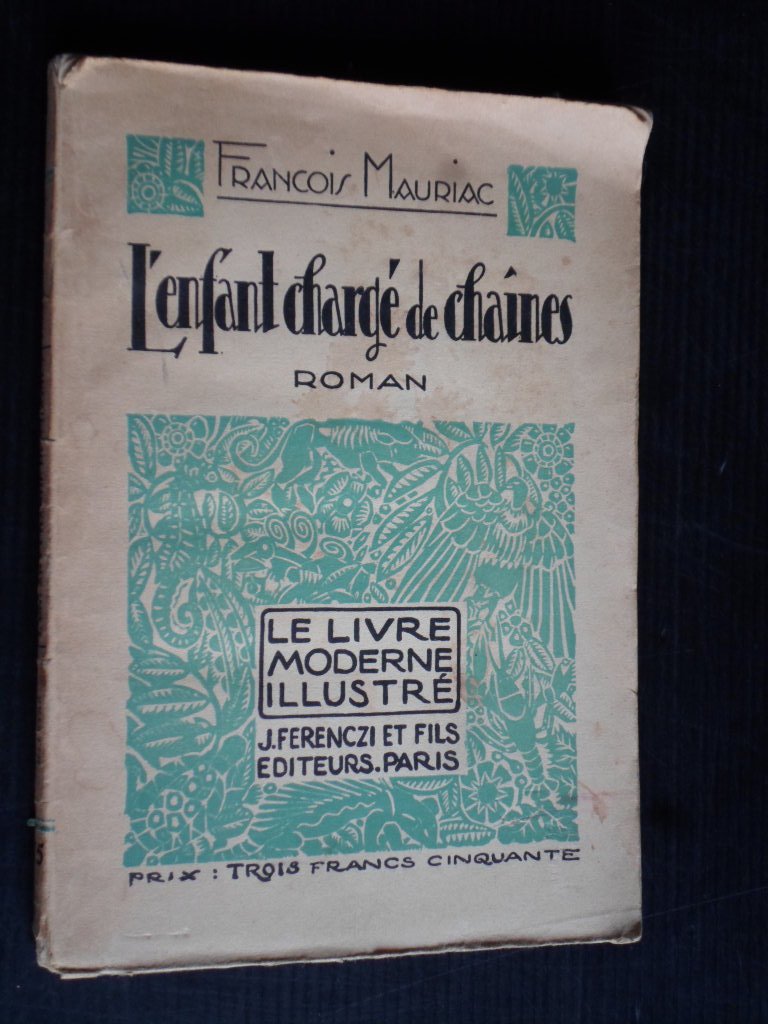 FRANCOIS MAURIAC
L'enfant chargé de chaînes
ROMAN
LE LIVRE
MODERNE
ILLUSTRÉ
J. FERENCZI ET FILS
EDITEURS. PARIS
PRIX : TROIS FRANCS CINQUANTE